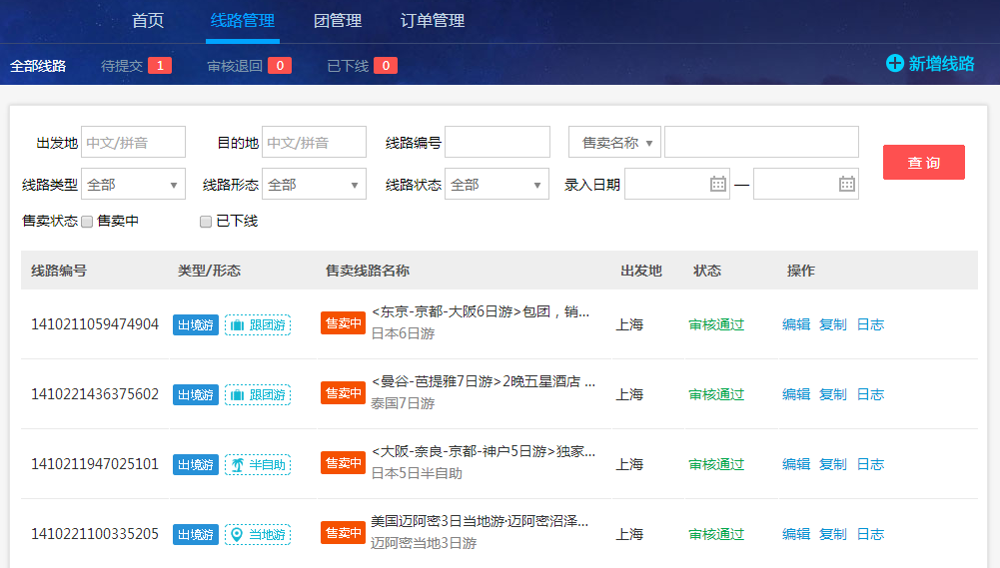 首页 线路管理 团管理 订单管理
全部线路 待提交 1 审核退回 0 已下线 0 新增线路
出发地 中文/拼音 目的地 中文/拼音 线路编号 售卖名称
查 询
线路类型 全部 线路形态 全部 线路状态 全部 录入日期 —
售卖状态 售卖中 已下线
线路编号 类型/形态 售卖线路名称 出发地 状态 操作
1410211059474904 出境游 跟团游 售卖中 <东京-京都-大阪6日游>包团，销... 上海 审核通过 编辑 复制 日志
日本6日游
1410221436375602 出境游 跟团游 售卖中 <曼谷-芭提雅7日游>2晚五星酒店 ... 上海 审核通过 编辑 复制 日志
泰国7日游
1410211947025101 出境游 半自助 售卖中 <大阪-奈良-京都-神户5日游>独家... 上海 审核通过 编辑 复制 日志
日本5日半自助
1410221100335205 出境游 当地游 售卖中 美国迈阿密3日当地游·迈阿密沼泽... 上海 审核通过 编辑 复制 日志
迈阿密当地3日游